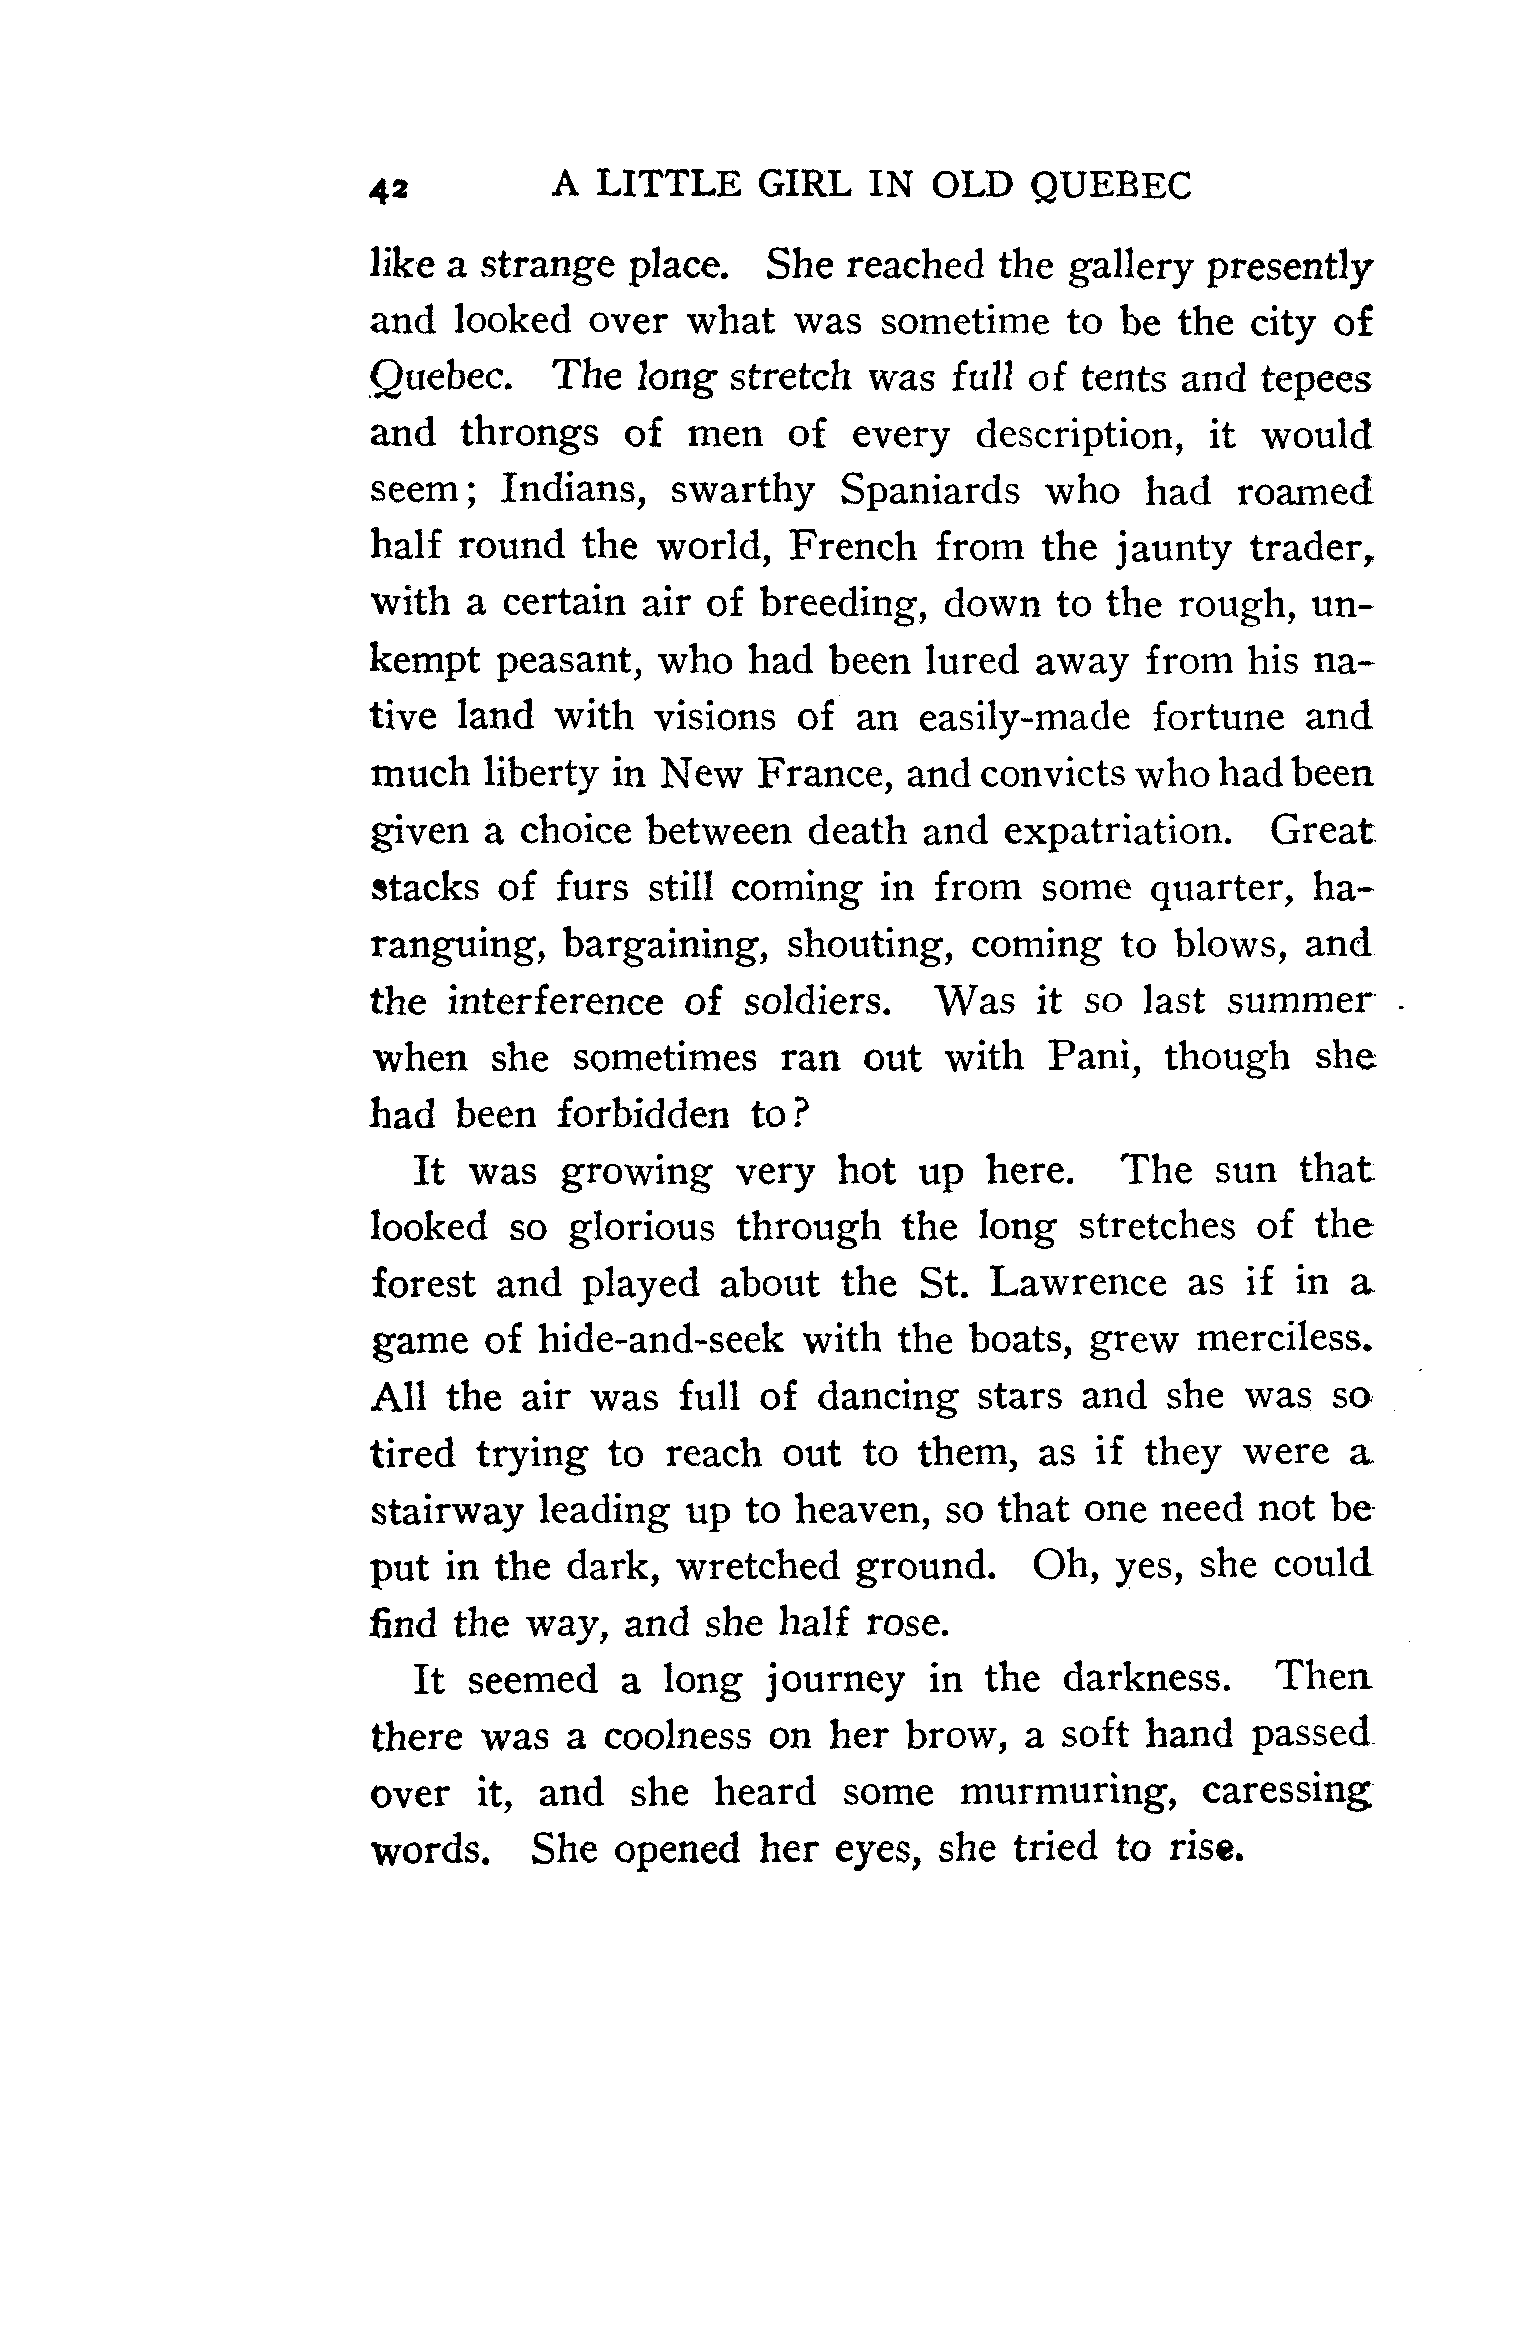 42 A LITTLE GIRL IN OLD QUEBEC
like a strange place. She reached the gallery presently
and looked over what was sometime to be the city of
Quebec. The long stretch was full of tents and tepees
and throngs of men of every description, it would
seem; Indians, swarthy Spaniards who had roamed
half round the world, French from the jaunty trader,
with a certain air of breeding, down to the rough, un-
kempt peasant, who had been lured away from his na-
tive land with visions of an easily-made fortune and
much liberty in New France, and convicts who had been
given a choice between death and expatriation. Great
stacks of furs still coming in from some quarter, ha-
ranguing, bargaining, shouting, coming to blows, and
the interference of soldiers. Was it so last summer
when she sometimes ran out with Pani, though she
had been forbidden to?
It was growing very hot up here. The sun that
looked so glorious through the long stretches of the
forest and played about the St. Lawrence as if in a
game of hide-and-seek with the boats, grew merciless.
All the air was full of dancing stars and she was so
tired trying to reach out to them, as if they were a
stairway leading up to heaven, so that one need not be
put in the dark, wretched ground. Oh, yes, she could
find the way, and she half rose.
It seemed a long journey in the darkness. Then
there was a coolness on her brow, a soft hand passed
over it, and she heard some murmuring, caressing
words. She opened her eyes, she tried to rise.